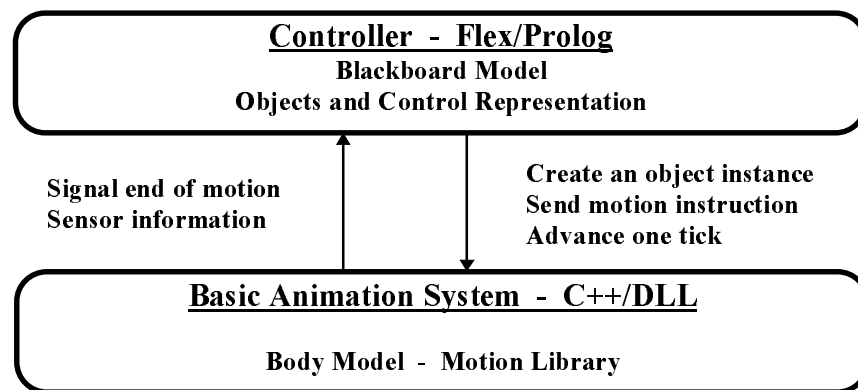 Controller - Flex/Prolog
Blackboard Model
Objects and Control Representation
Signal end of motion
Sensor information
Create an object instance
Send motion instruction
Advance one tick
Basic Animation System - C++/DLL
Body Model - Motion Library